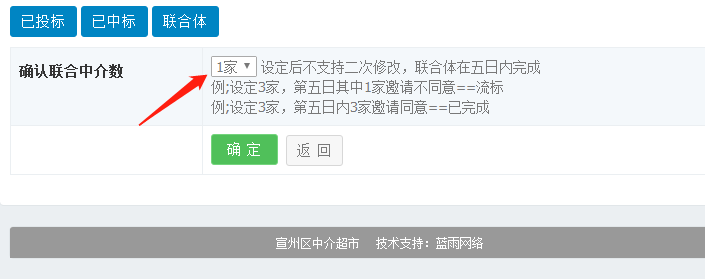 已投标 已中标 联合体
确认联合中介数
1家 设定后不支持二次修改，联合体在五日内完成
例;设定3家，第五日其中1家邀请不同意==流标
例;设定3家，第五日内3家邀请同意==已完成
确 定 返 回
宣州区中介超市 技术支持：蓝雨网络